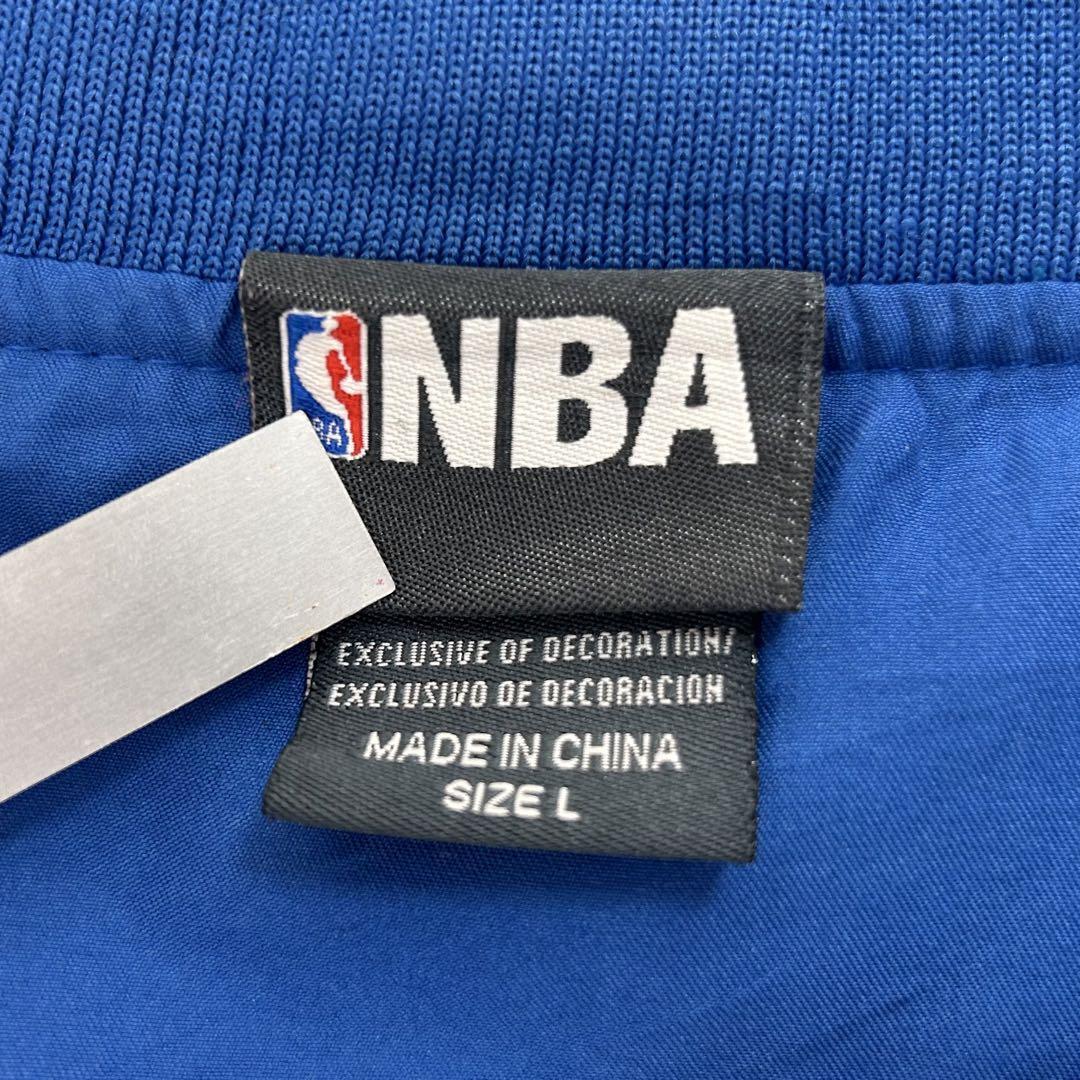 NBA
EXCLUSIVE OF DECORATION/
EXCLUSIVO DE DECORACION
MADE IN CHINA
SIZE L